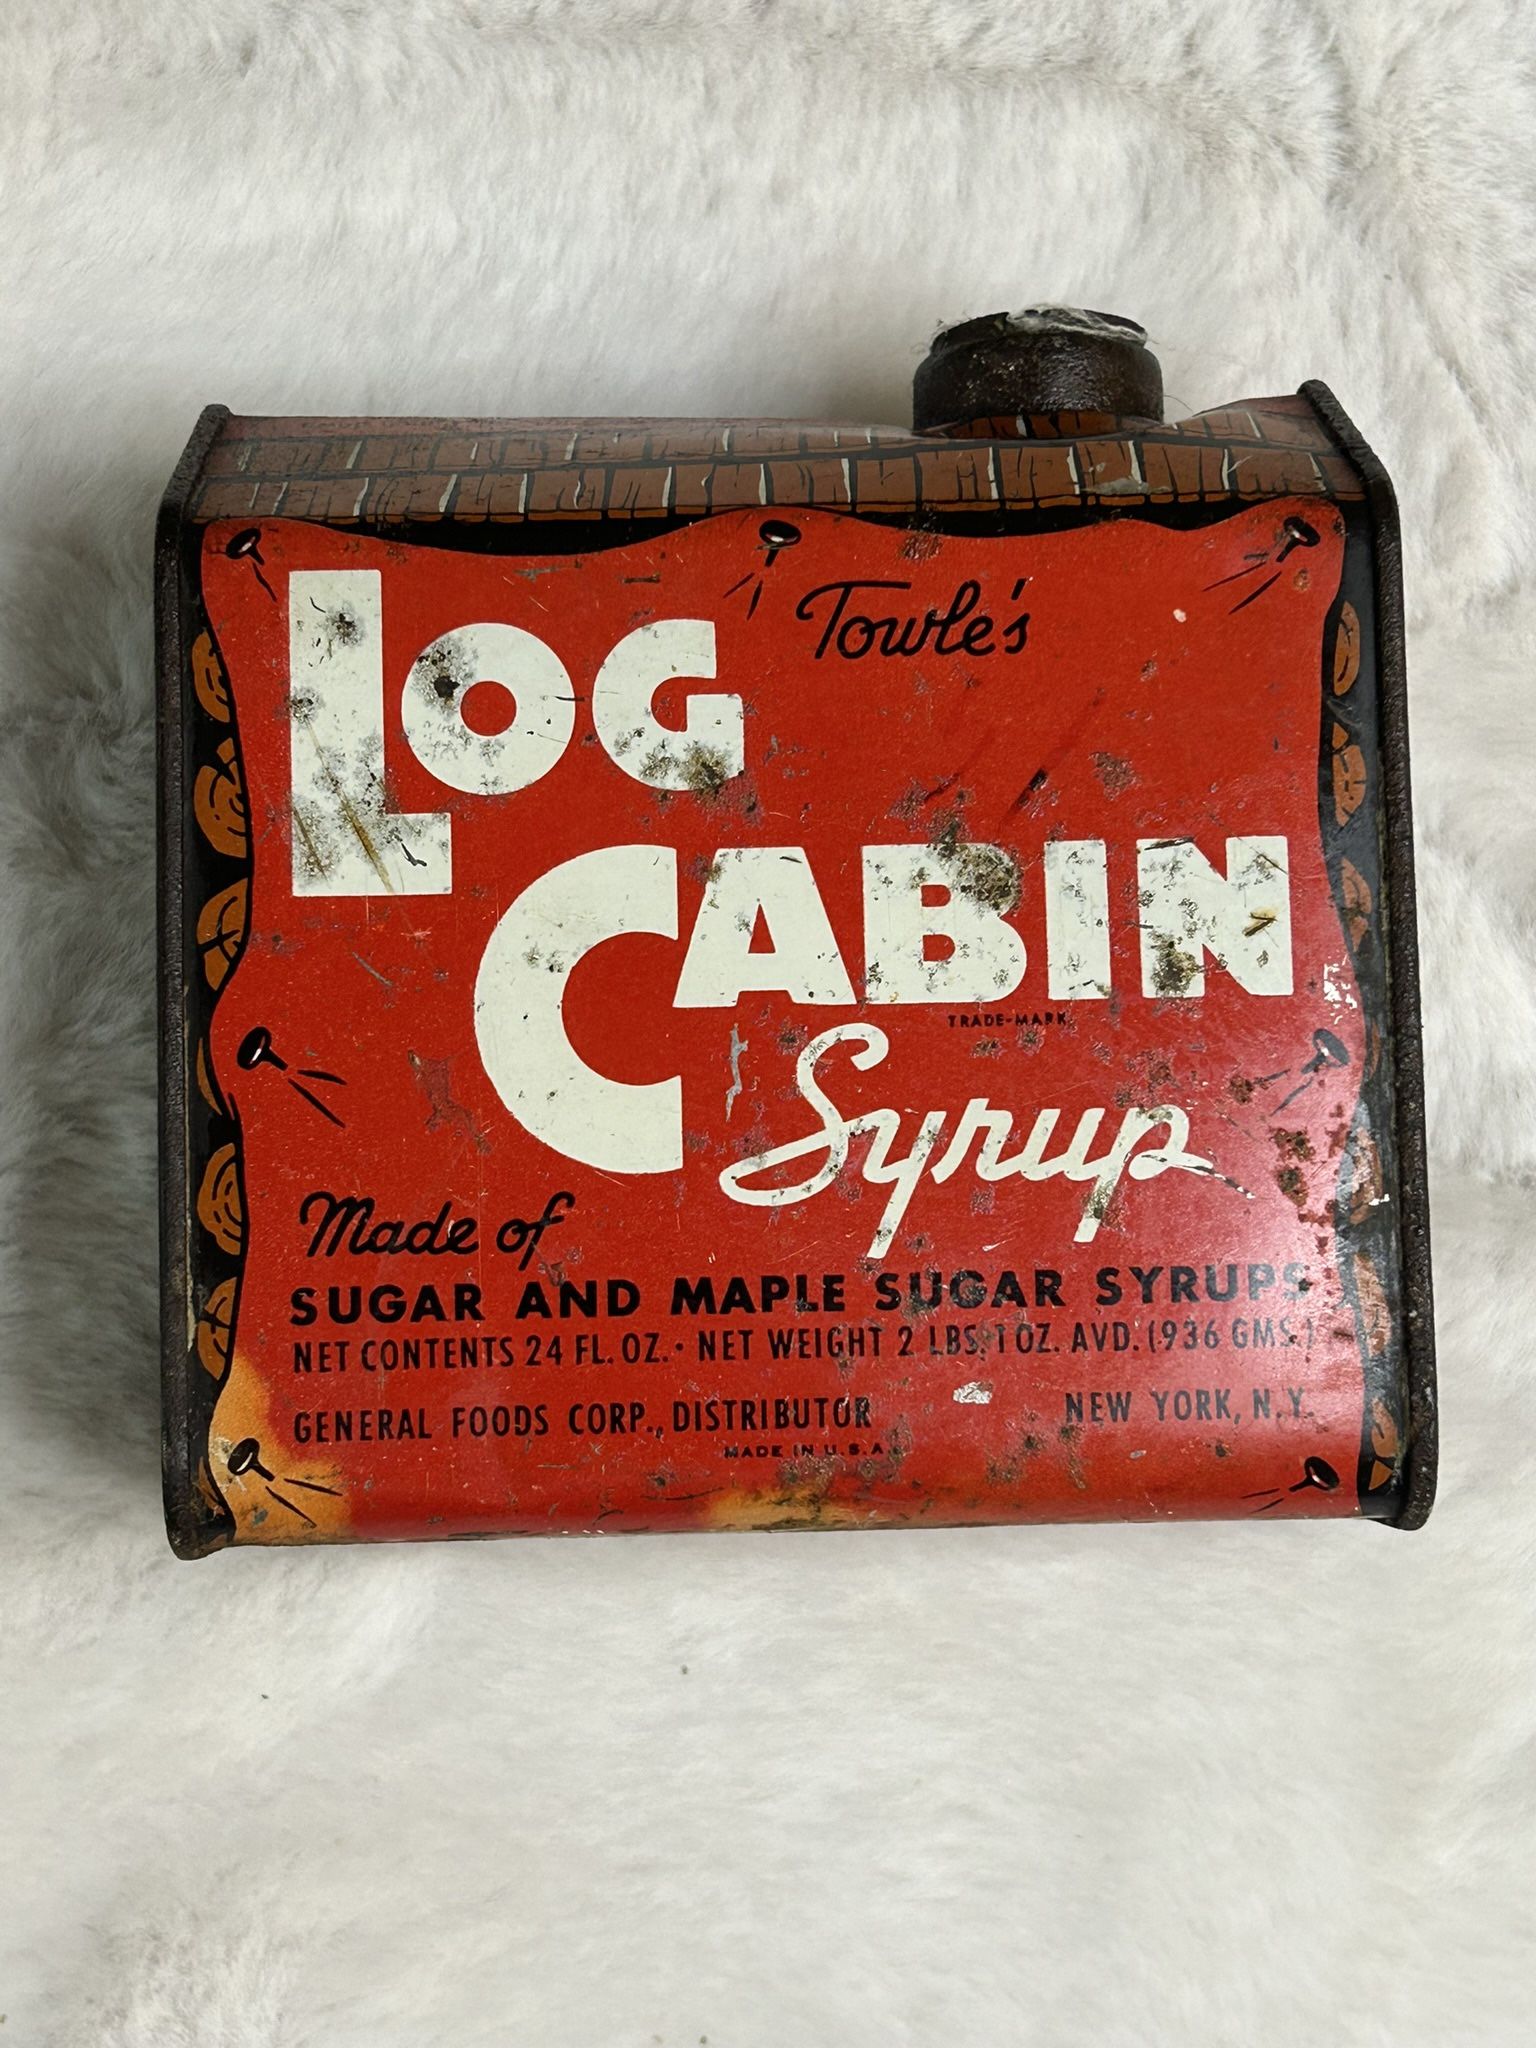 Towle's
LOG
CABIN
TRADE-MARK
Syrup
Made of
SUGAR AND MAPLE SUGAR SYRUPS
NET CONTENTS 24 FL. OZ. • NET WEIGHT 2 LBS. 1 OZ. AVD. (936 GMS.)
GENERAL FOODS CORP., DISTRIBUTOR NEW YORK, N.Y.
MADE IN U.S.A.